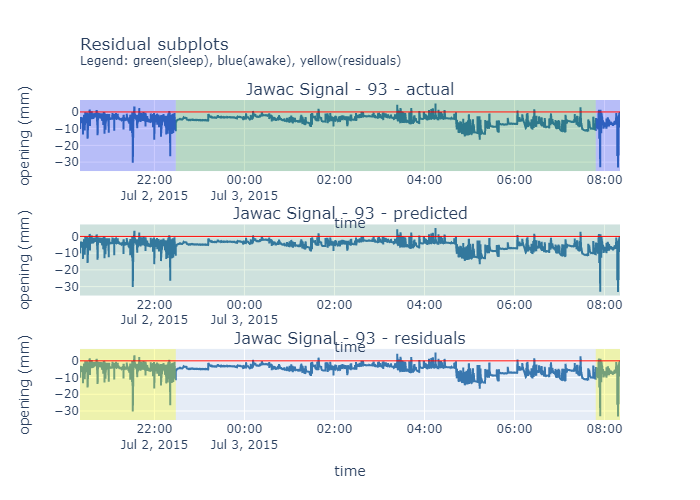 Residual subplots
Legend: green(sleep), blue(awake), yellow(residuals)
Jawac Signal - 93 - actual
opening (mm)
0
−10
−20
−30
22:00 00:00 02:00 04:00 06:00 08:00
Jul 2, 2015 Jul 3, 2015
time
Jawac Signal - 93 - predicted
opening (mm)
0
−10
−20
−30
22:00 00:00 02:00 04:00 06:00 08:00
Jul 2, 2015 Jul 3, 2015
time
Jawac Signal - 93 - residuals
opening (mm)
0
−10
−20
−30
22:00 00:00 02:00 04:00 06:00 08:00
Jul 2, 2015 Jul 3, 2015
time